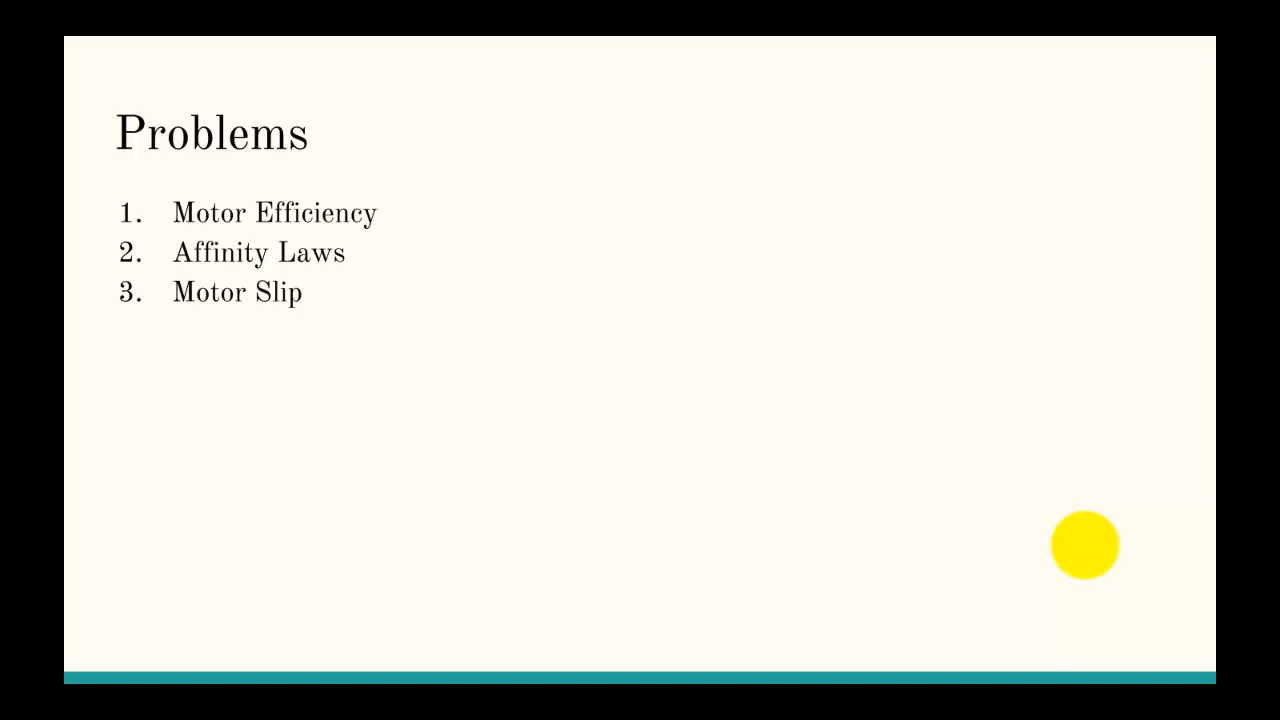 Problems
1. Motor Efficiency
2. Affinity Laws
3. Motor Slip